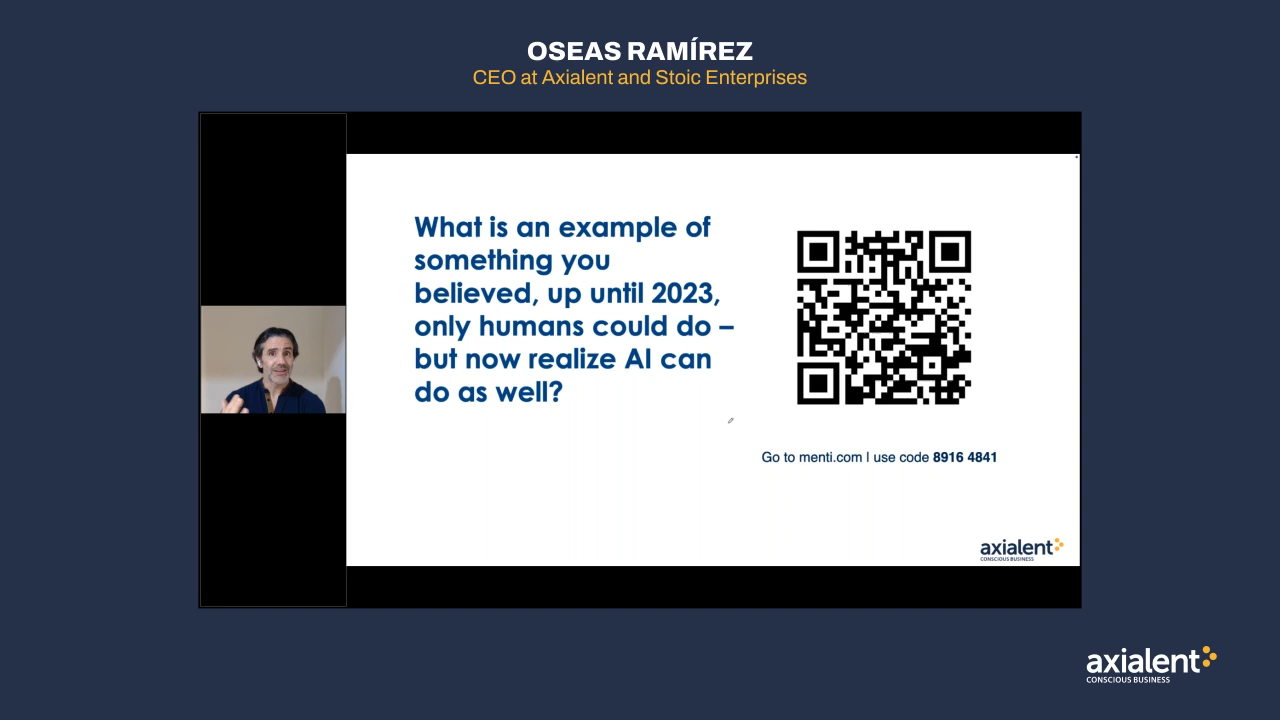 OSEAS RAMÍREZ
CEO at Axialent and Stoic Enterprises
What is an example of
something you
believed, up until 2023,
only humans could do –
but now realize AI can
do as well?
Go to menti.com | use code 8916 4841
axialent
CONSCIOUS BUSINESS
axialent
CONSCIOUS BUSINESS